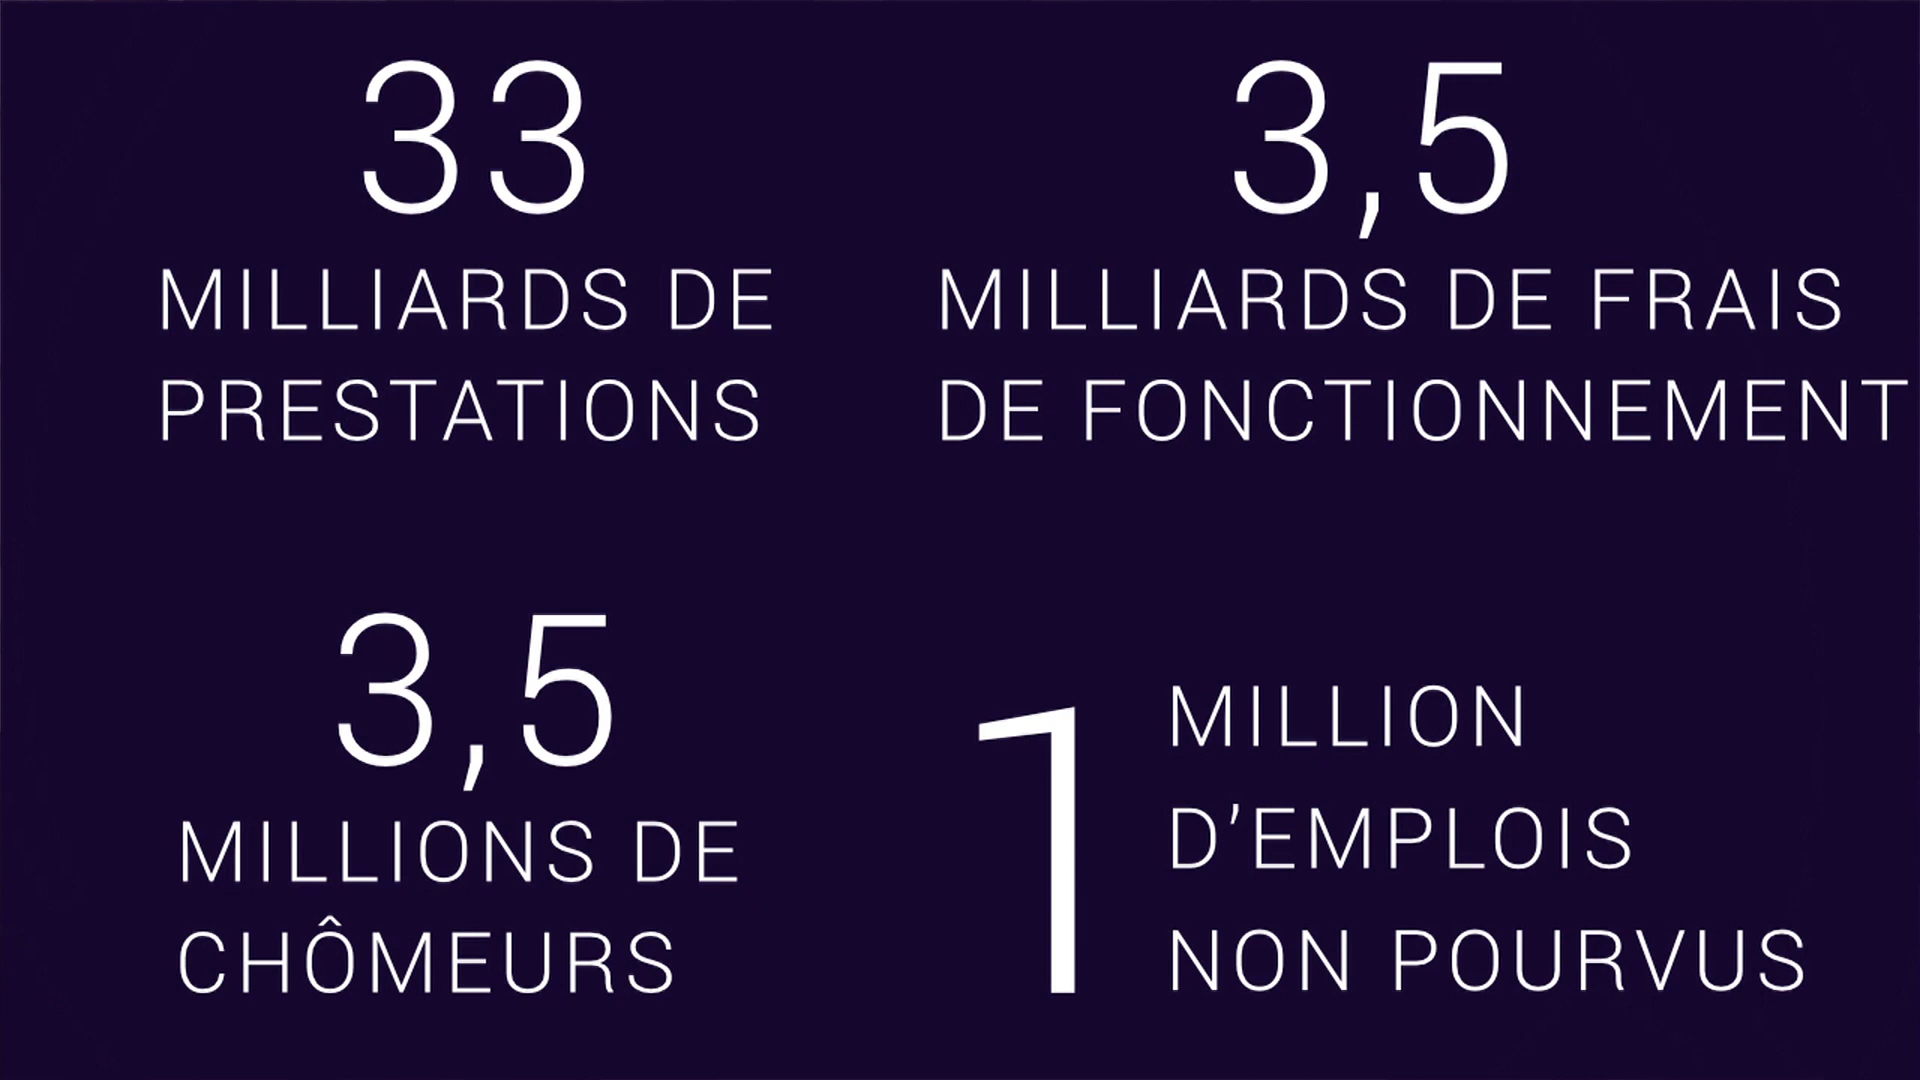 33
MILLIARDS DE
PRESTATIONS
3,5
MILLIARDS DE FRAIS
DE FONCTIONNEMENT
3,5
MILLIONS DE
CHÔMEURS
1
MILLION
D’EMPLOIS
NON POURVUS